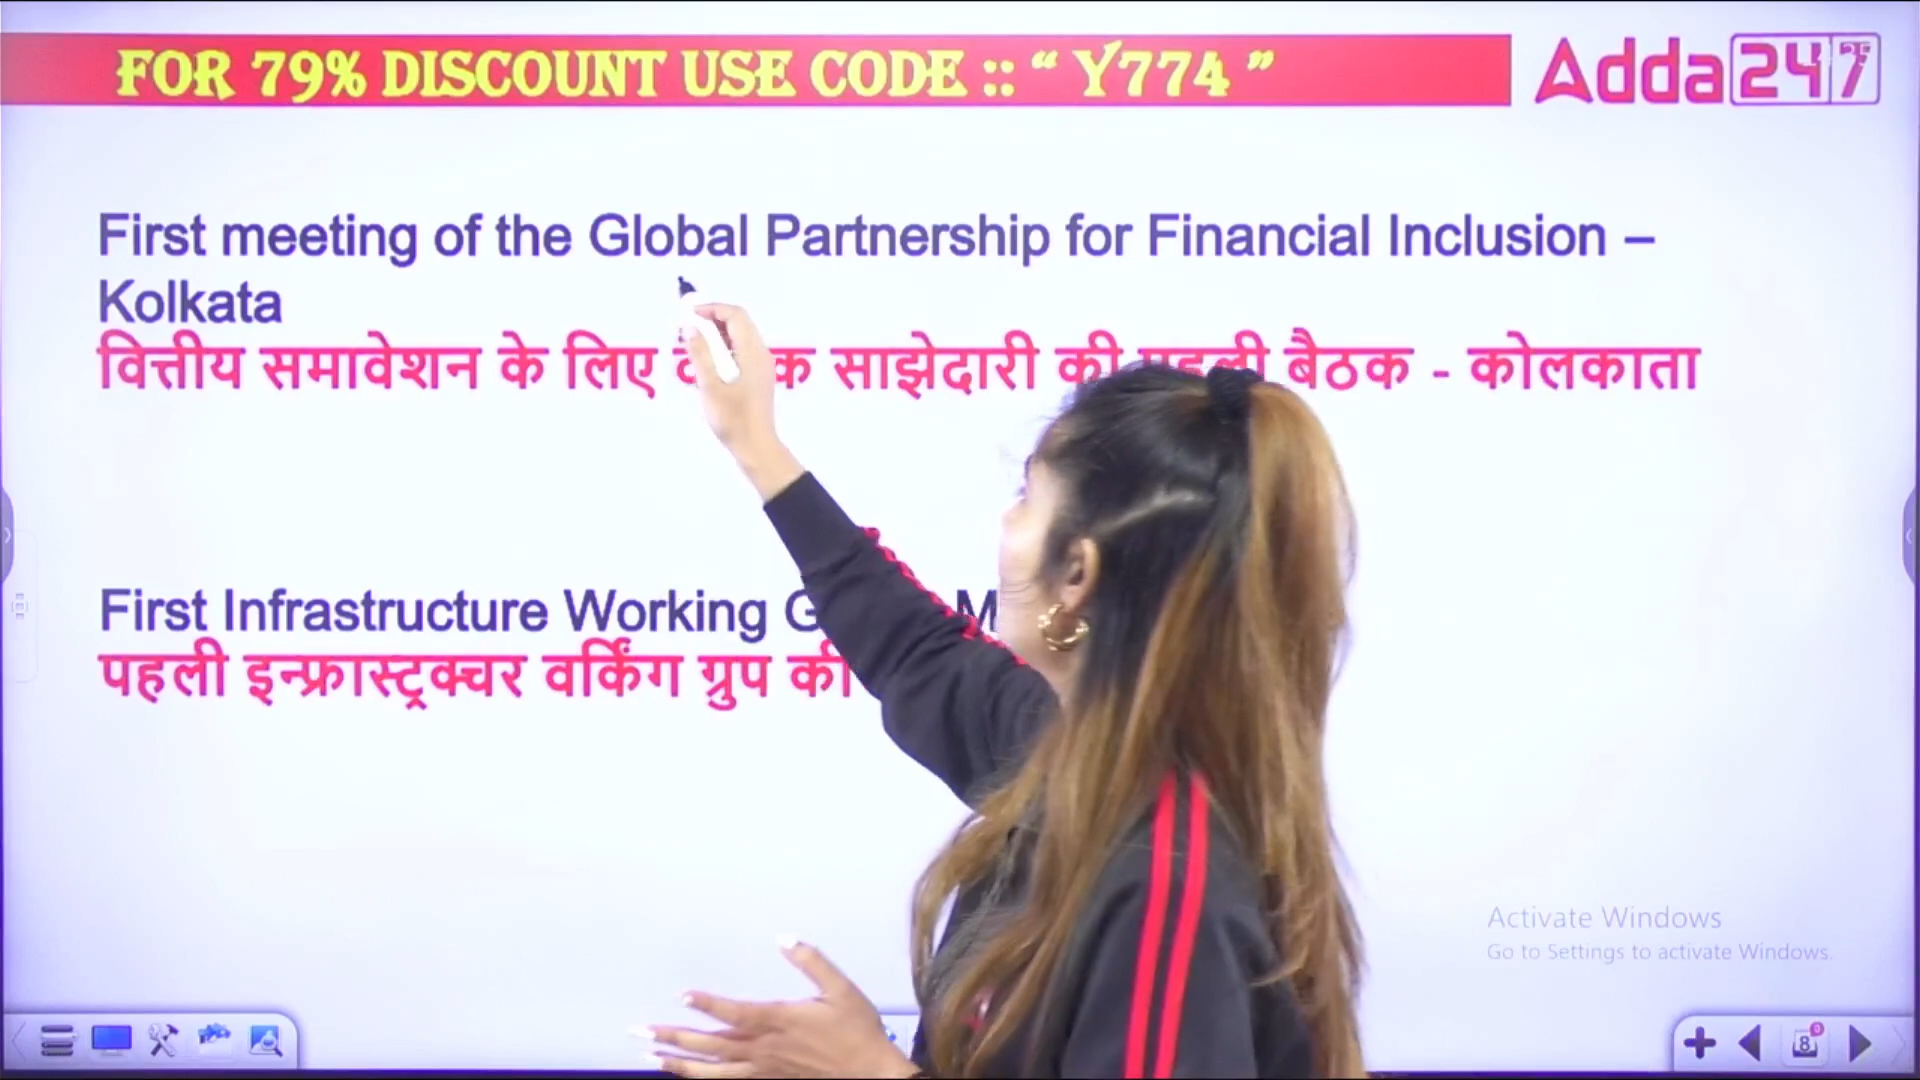 FOR 79% DISCOUNT USE CODE :: “ Y774 ”
Adda247
First meeting of the Global Partnership for Financial Inclusion –
Kolkata
वित्तीय समावेशन के लिए साझेदारी की बैठक - कोलकाता
First Infrastructure Working
पहली इन्फ्रास्ट्रक्चर वर्किंग ग्रुप की
Activate Windows
Go to Settings to activate Windows.
8